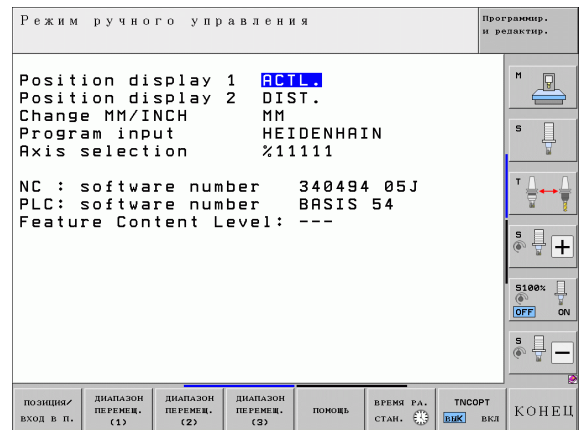 Режим ручного управления
Программир.
и редактир.
Position display 1 ACTL.
Position display 2 DIST.
Change MM/INCH MM
Program input HEIDENHAIN
Axis selection %11111
NC : software number 340494 05J
PLC: software number BASIS 54
Feature Content Level: ---
M
S
T
S
S100%
OFF ON
S
ПОЗИЦИЯ/
ВХОД В П.
ДИАПАЗОН
ПЕРЕМЕЩ.
(1)
ДИАПАЗОН
ПЕРЕМЕЩ.
(2)
ДИАПАЗОН
ПЕРЕМЕЩ.
(3)
ПОМОЩЬ
ВРЕМЯ РА.
СТАН.
TNCOPT
ВЫК ВКЛ
КОНЕЦ